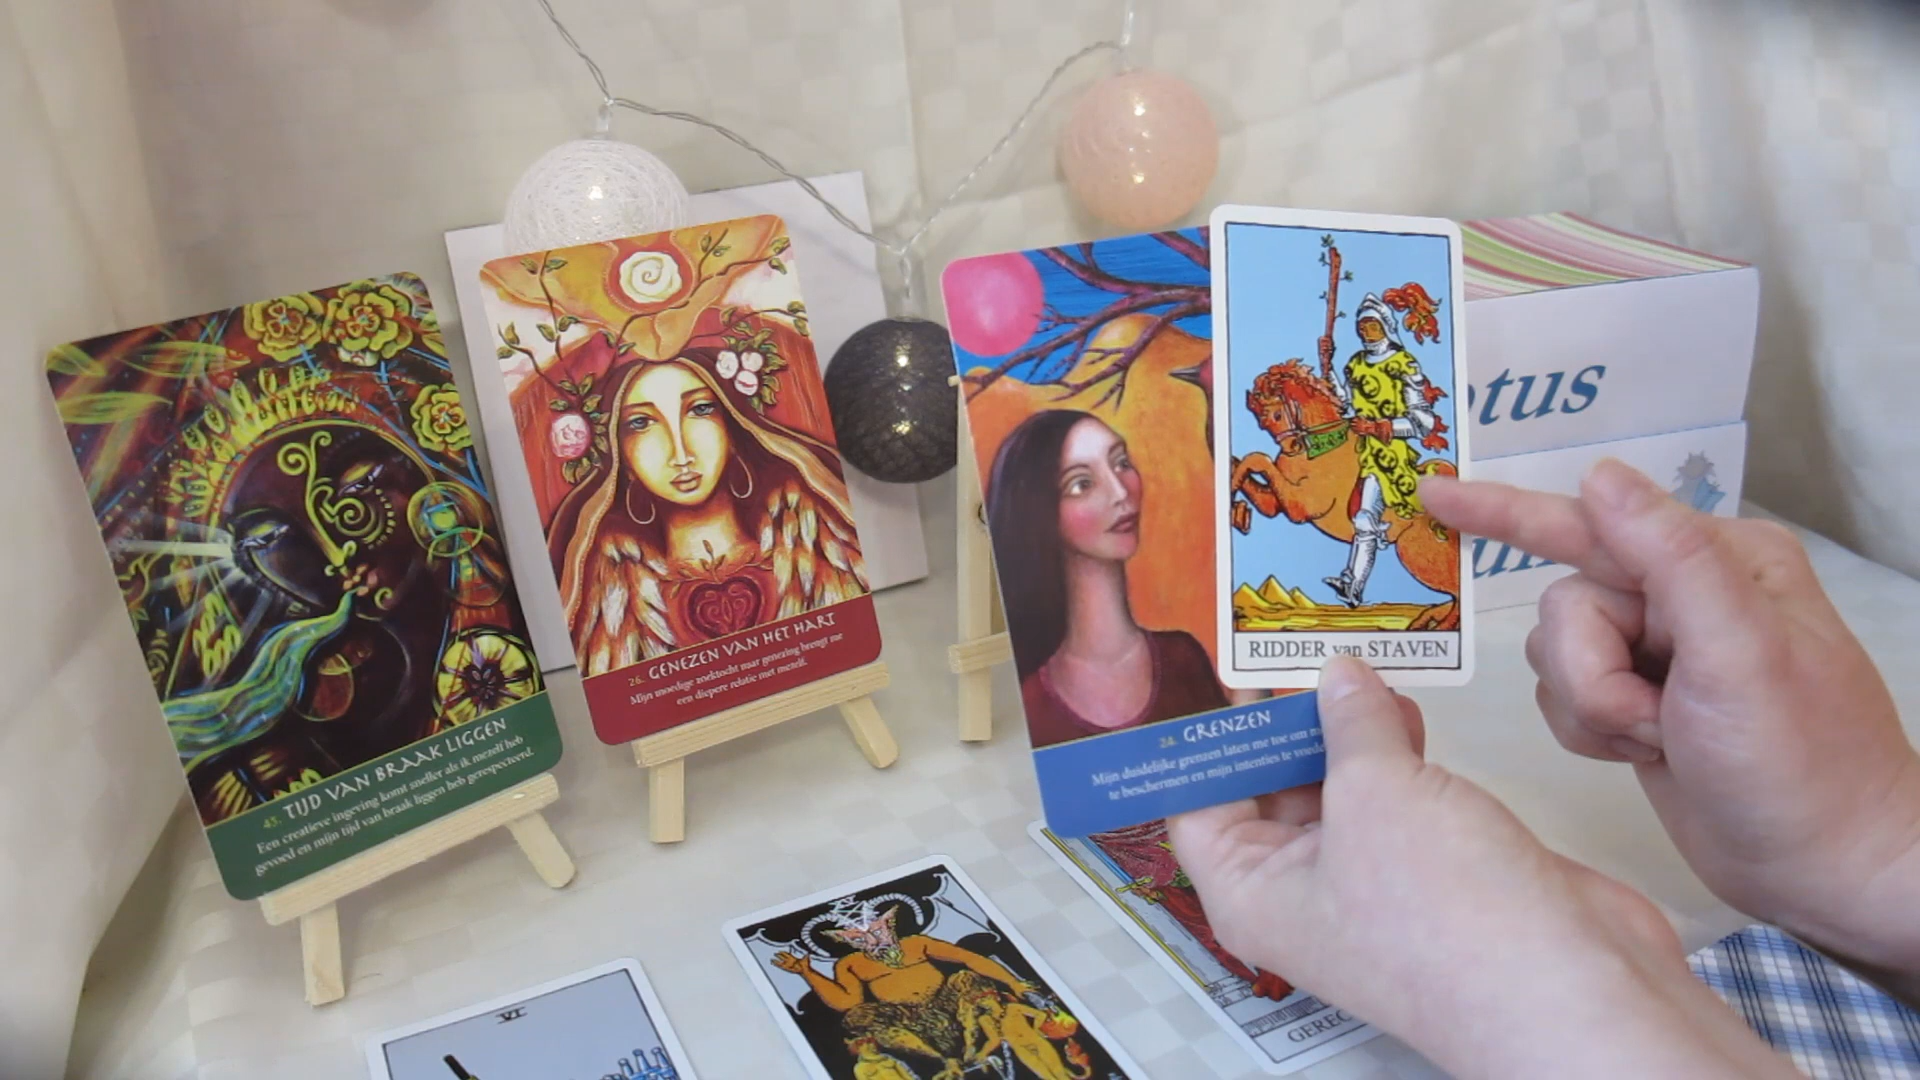 45. TIJD VAN BRAAK LIGGEN
Een creatieve ingeving komt sneller als ik mezelf heb
gevoed en mijn tijd van braak liggen heb gerespecteerd.
26. GENEZEN VAN HET HART
Mijn moedige zoektocht naar genezing brengt me
een diepere relatie met mezelf.
24. GRENZEN
Mijn duidelijke grenzen laten me toe om m
te beschermen en mijn intenties te voede
RIDDER van STAVEN
otus
VI
GEREC